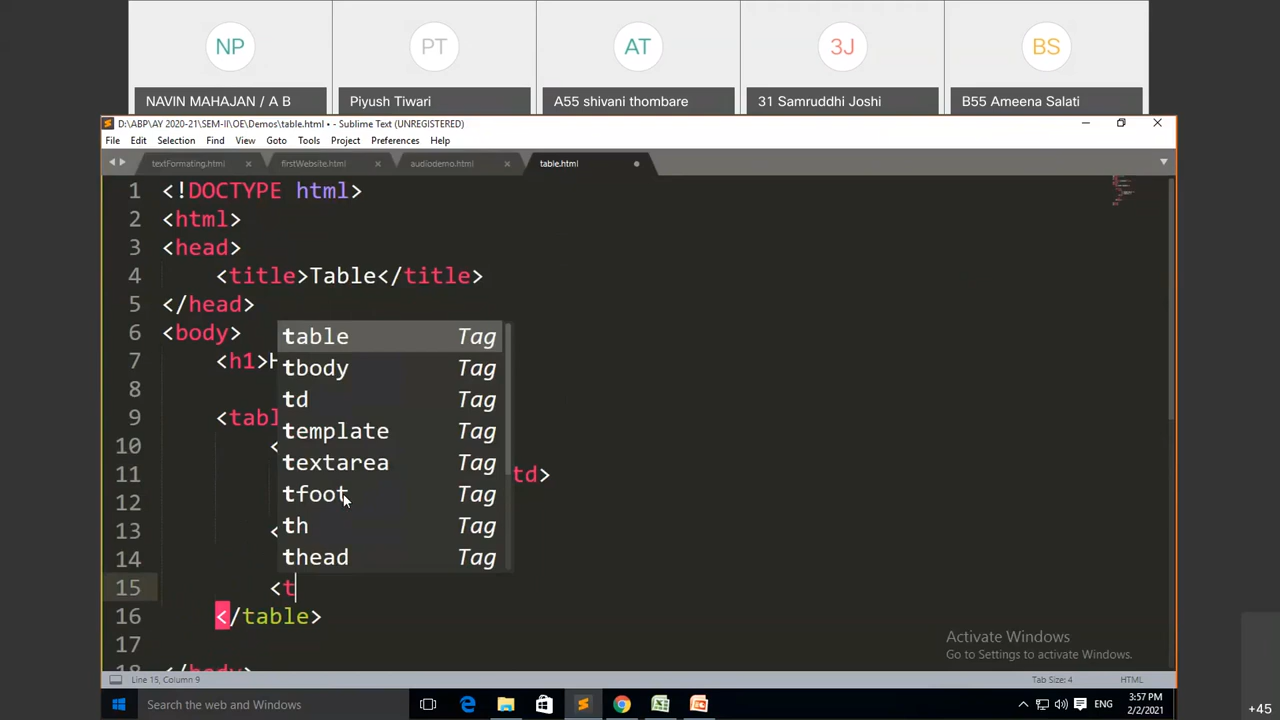 NP PT AT 3J BS
NAVIN MAHAJAN / A B Piyush Tiwari A55 shivani thombare 31 Samruddhi Joshi B55 Ameena Salati
D:\ABP\AY 2020-21\SEM-II\OE\Demos\table.html • - Sublime Text (UNREGISTERED)
File Edit Selection Find View Goto Tools Project Preferences Help
textFormating.html firstWebsite.html audiodemo.html table.html
1 <!DOCTYPE html>
2 <html>
3 <head>
4 <title>Table</title>
5 </head>
6 <body>
7 <h1>
8
9 <tabl
10 <
11 td>
12
13 <
14
15 <t
16 </table>
17
18 </body>
table Tag
tbody Tag
td Tag
template Tag
textarea Tag
tfoot Tag
th Tag
thead Tag
Activate Windows
Go to Settings to activate Windows.
Line 15, Column 9 Tab Size: 4 HTML
Search the web and Windows ENG 3:57 PM
2/2/2021
+45